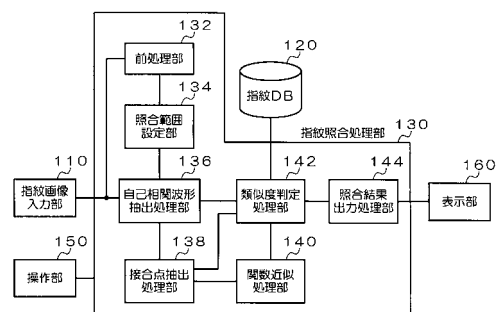 132
前処理部
120
指紋DB
134
照合範囲
設定部
指紋照合処理部
130
110
指紋画像
入力部
136
自己相関波形
抽出処理部
142
類似度判定
処理部
144
照合結果
出力処理部
160
表示部
150
操作部
138
接合点抽出
処理部
140
関数近似
処理部